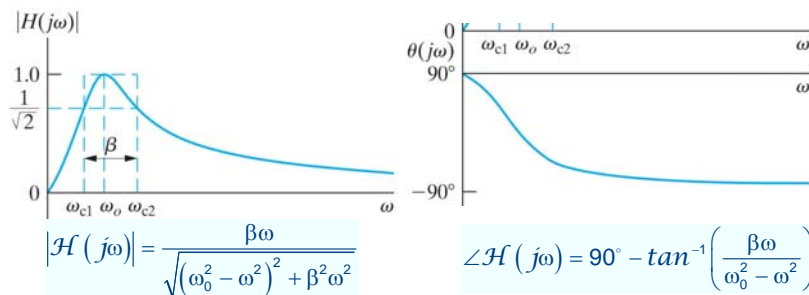 |H(jω)|
1.0
1/√2
β
0
ωc1 ωo ωc2 ω
|ℋ(jω)| = βω / √((ω0² − ω²)² + β²ω²)
0
ωc1 ωo ωc2 ω
θ(jω)
90°
ω
−90°
∠ℋ(jω) = 90° − tan⁻¹(βω / (ω0² − ω²))